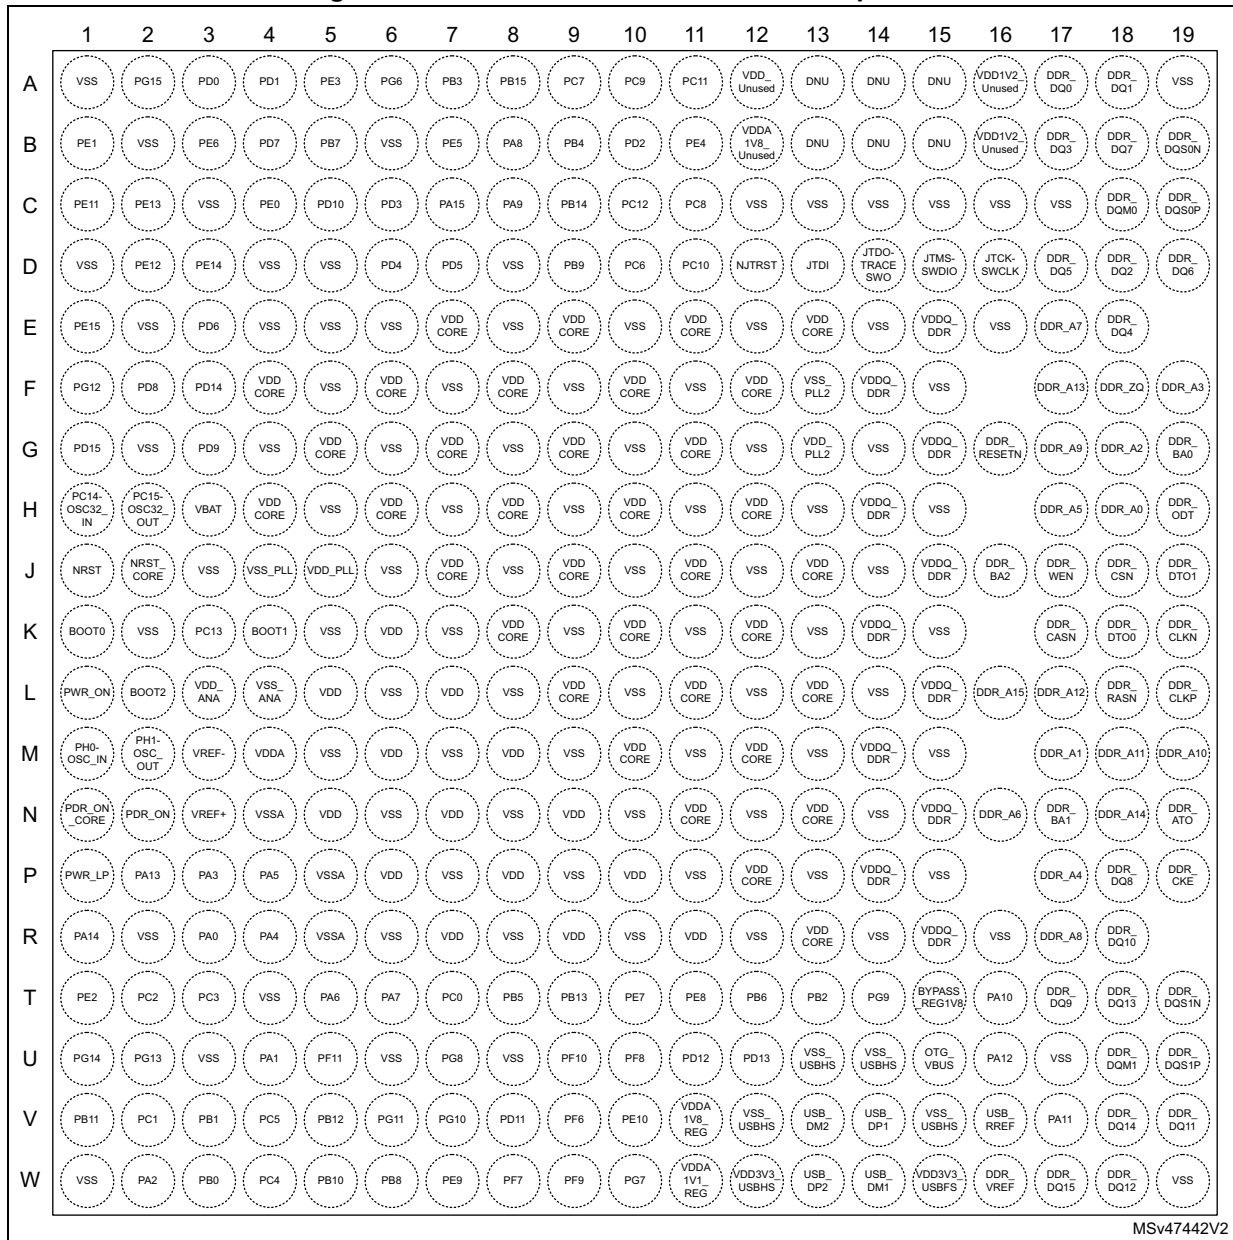 1 2 3 4 5 6 7 8 9 10 11 12 13 14 15 16 17 18 19
A VSS PG15 PD0 PD1 PE3 PG6 PB3 PB15 PC7 PC9 PC11 VDD_ Unused DNU DNU DNU VDD1V2_ Unused DDR_ DQ0 DDR_ DQ1 VSS
B PE1 VSS PE6 PD7 PB7 VSS PE5 PA8 PB4 PD2 PE4 VDDA 1V8_ Unused DNU DNU DNU VDD1V2_ Unused DDR_ DQ3 DDR_ DQ7 DDR_ DQS0N
C PE11 PE13 VSS PE0 PD10 PD3 PA15 PA9 PB14 PC12 PC8 VSS VSS VSS VSS VSS VSS DDR_ DQM0 DDR_ DQS0P
D VSS PE12 PE14 VSS VSS PD4 PD5 VSS PB9 PC6 PC10 NJTRST JTDI JTDO- TRACE SWO JTMS- SWDIO JTCK- SWCLK DDR_ DQ5 DDR_ DQ2 DDR_ DQ6
E PE15 VSS PD6 VSS VSS VSS VDD CORE VSS VDD CORE VSS VDD CORE VSS VDD CORE VSS VDDQ_ DDR VSS DDR_A7 DDR_ DQ4
F PG12 PD8 PD14 VDD CORE VSS VDD CORE VSS VDD CORE VSS VDD CORE VSS VDD CORE VSS_ PLL2 VDDQ_ DDR VSS DDR_A13 DDR_ZQ DDR_A3
G PD15 VSS PD9 VSS VDD CORE VSS VDD CORE VSS VDD CORE VSS VDD CORE VSS VDD_ PLL2 VSS VDDQ_ DDR DDR_ RESETN DDR_A9 DDR_A2 DDR_ BA0
H PC14- OSC32_ IN PC15- OSC32_ OUT VBAT VDD CORE VSS VDD CORE VSS VDD CORE VSS VDD CORE VSS VDD CORE VSS VDDQ_ DDR VSS DDR_A5 DDR_A0 DDR_ ODT
J NRST NRST_ CORE VSS VSS_PLL VDD_PLL VSS VDD CORE VSS VDD CORE VSS VDD CORE VSS VDD CORE VSS VDDQ_ DDR DDR_ BA2 DDR_ WEN DDR_ CSN DDR_ DTO1
K BOOT0 VSS PC13 BOOT1 VSS VDD VSS VDD CORE VSS VDD CORE VSS VDD CORE VSS VDDQ_ DDR VSS DDR_ CASN DDR_ DTO0 DDR_ CLKN
L PWR_ON BOOT2 VDD_ ANA VSS_ ANA VDD VSS VDD VSS VDD CORE VSS VDD CORE VSS VDD CORE VSS VDDQ_ DDR DDR_A15 DDR_A12 DDR_ RASN DDR_ CLKP
M PH0- OSC_IN PH1- OSC_ OUT VREF- VDDA VSS VDD VSS VDD VSS VDD CORE VSS VDD CORE VSS VDDQ_ DDR VSS DDR_A1 DDR_A11 DDR_A10
N PDR_ON _CORE PDR_ON VREF+ VSSA VDD VSS VDD VSS VDD VSS VDD CORE VSS VDD CORE VSS VDDQ_ DDR DDR_A6 DDR_ BA1 DDR_A14 DDR_ ATO
P PWR_LP PA13 PA3 PA5 VSSA VDD VSS VDD VSS VDD VSS VDD CORE VSS VDDQ_ DDR VSS DDR_A4 DDR_ DQ8 DDR_ CKE
R PA14 VSS PA0 PA4 VSSA VSS VDD VSS VDD VSS VDD VSS VDD CORE VSS VDDQ_ DDR VSS DDR_A8 DDR_ DQ10
T PE2 PC2 PC3 VSS PA6 PA7 PC0 PB5 PB13 PE7 PE8 PB6 PB2 PG9 BYPASS _REG1V8 PA10 DDR_ DQ9 DDR_ DQ13 DDR_ DQS1N
U PG14 PG13 VSS PA1 PF11 VSS PG8 VSS PF10 PF8 PD12 PD13 VSS_ USBHS VSS_ USBHS OTG_ VBUS PA12 VSS DDR_ DQM1 DDR_ DQS1P
V PB11 PC1 PB1 PC5 PB12 PG11 PG10 PD11 PF6 PE10 VDDA 1V8_ REG VSS_ USBHS USB_ DM2 USB_ DP1 VSS_ USBHS USB_ RREF PA11 DDR_ DQ14 DDR_ DQ11
W VSS PA2 PB0 PC4 PB10 PB8 PE9 PF7 PF9 PG7 VDDA 1V1_ REG VDD3V3_ USBHS USB_ DP2 USB_ DM1 VDD3V3_ USBFS DDR_ VREF DDR_ DQ15 DDR_ DQ12 VSS
MSv47442V2